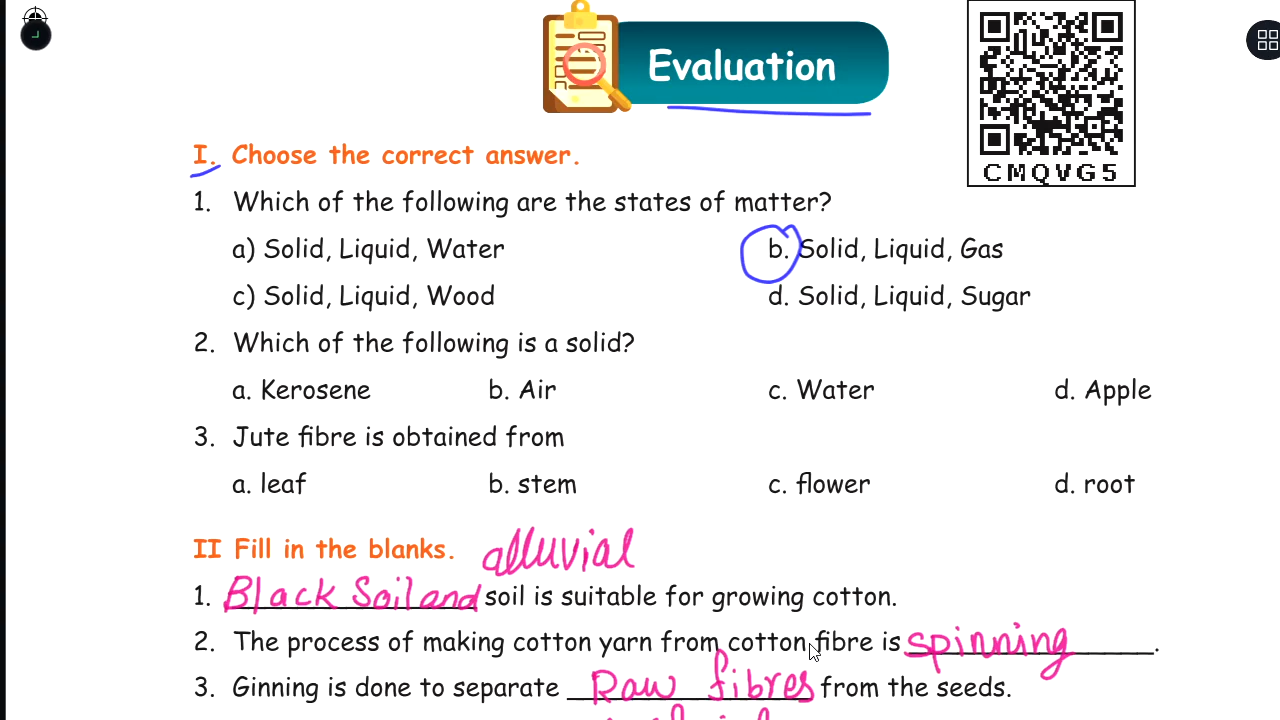 Evaluation
CMQVG5
I. Choose the correct answer.
1. Which of the following are the states of matter?
a) Solid, Liquid, Water b. Solid, Liquid, Gas
c) Solid, Liquid, Wood d. Solid, Liquid, Sugar
2. Which of the following is a solid?
a. Kerosene b. Air c. Water d. Apple
3. Jute fibre is obtained from
a. leaf b. stem c. flower d. root
II Fill in the blanks. alluvial
1. Black Soil and soil is suitable for growing cotton.
2. The process of making cotton yarn from cotton fibre is spinning.
3. Ginning is done to separate Raw fibres from the seeds.